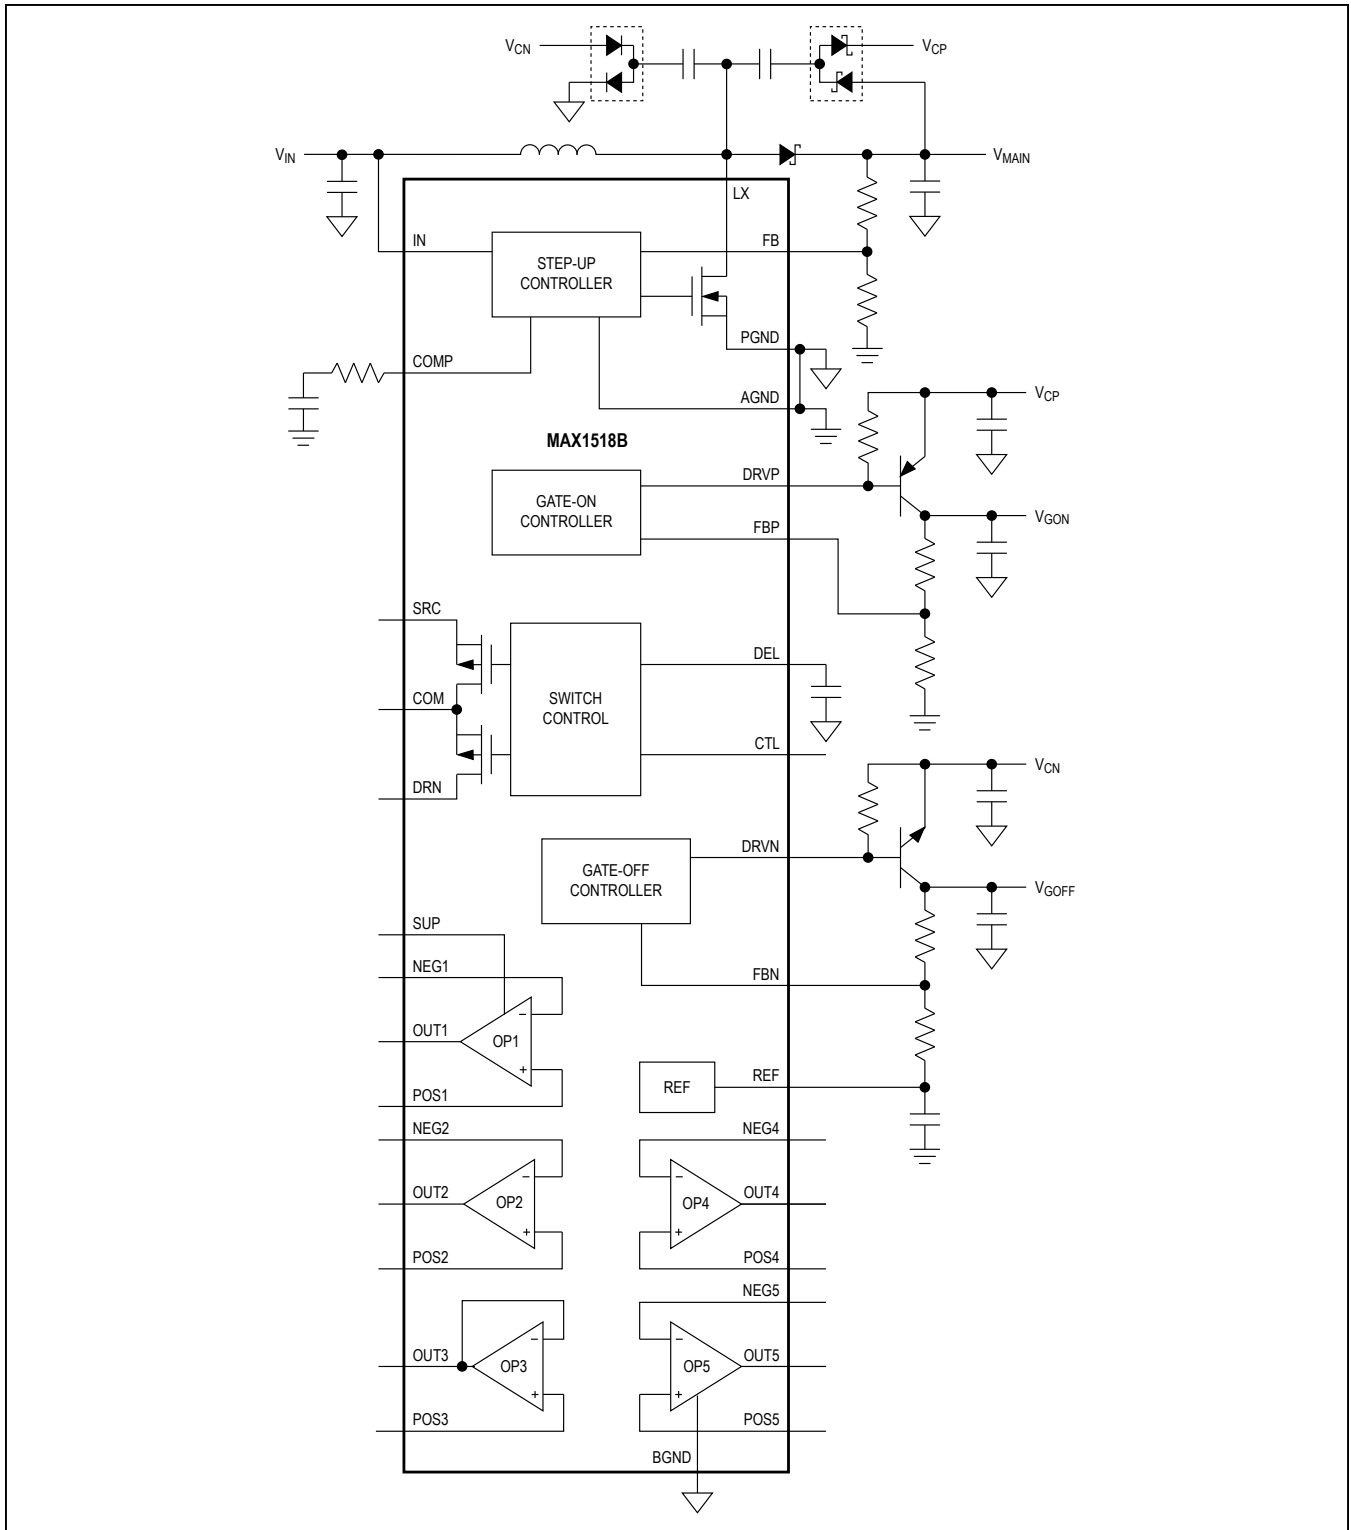 VCN
VCP
VIN
VMAIN
LX
IN
FB
STEP-UP
CONTROLLER
PGND
COMP
AGND
VCP
MAX1518B
DRVP
GATE-ON
CONTROLLER
VGON
FBP
SRC
DEL
COM
SWITCH
CONTROL
CTL
VCN
DRN
DRVN
GATE-OFF
CONTROLLER
VGOFF
SUP
NEG1
FBN
-
OUT1
OP1
+
REF
REF
POS1
NEG2
NEG4
-
-
OUT2
OP2
OP4
OUT4
+
+
POS2
POS4
NEG5
-
-
OUT3
OP3
OP5
OUT5
+
+
POS3
POS5
BGND